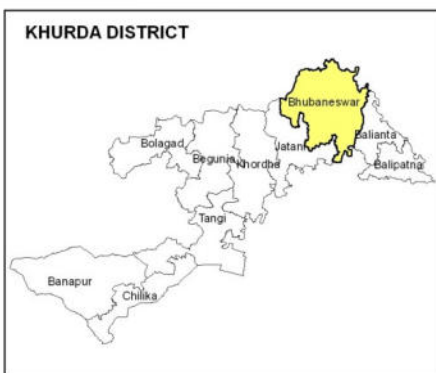 KHURDA DISTRICT
Bhubaneswar
Balianta
Bolagad
Jatani
Begunia
Khordha
Balipatna
Tangi
Banapur
Chilika